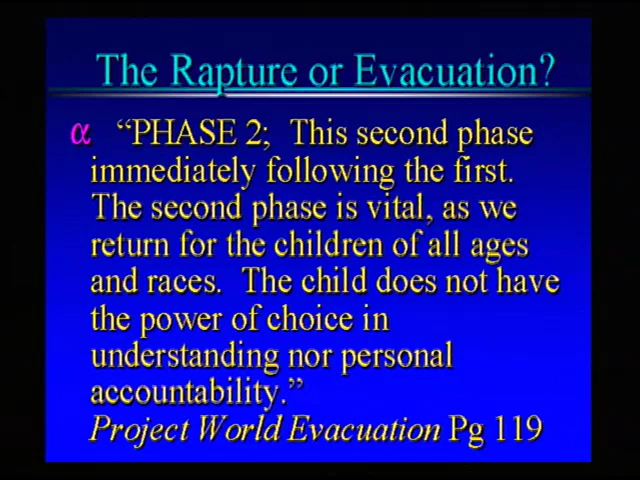 The Rapture or Evacuation?
α “PHASE 2; This second phase
immediately following the first.
The second phase is vital, as we
return for the children of all ages
and races. The child does not have
the power of choice in
understanding nor personal
accountability.”
Project World Evacuation Pg 119